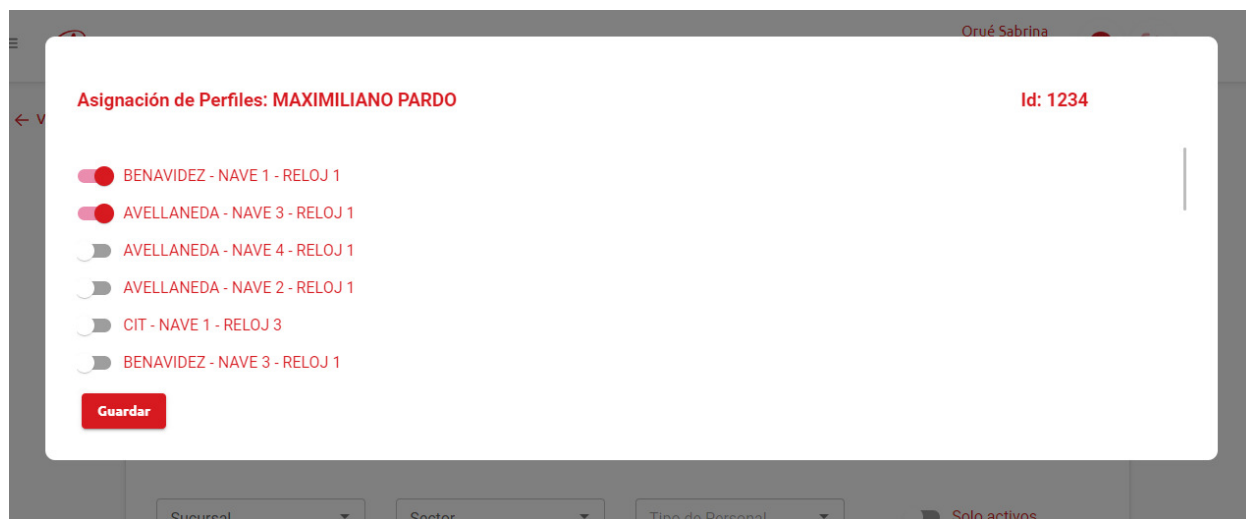 Orué Sabrina
Asignación de Perfiles: MAXIMILIANO PARDO
Id: 1234
← V
BENAVIDEZ - NAVE 1 - RELOJ 1
AVELLANEDA - NAVE 3 - RELOJ 1
AVELLANEDA - NAVE 4 - RELOJ 1
AVELLANEDA - NAVE 2 - RELOJ 1
CIT - NAVE 1 - RELOJ 3
BENAVIDEZ - NAVE 3 - RELOJ 1
Guardar
Sucursal
Sector
Tipo de Personal
Solo activos